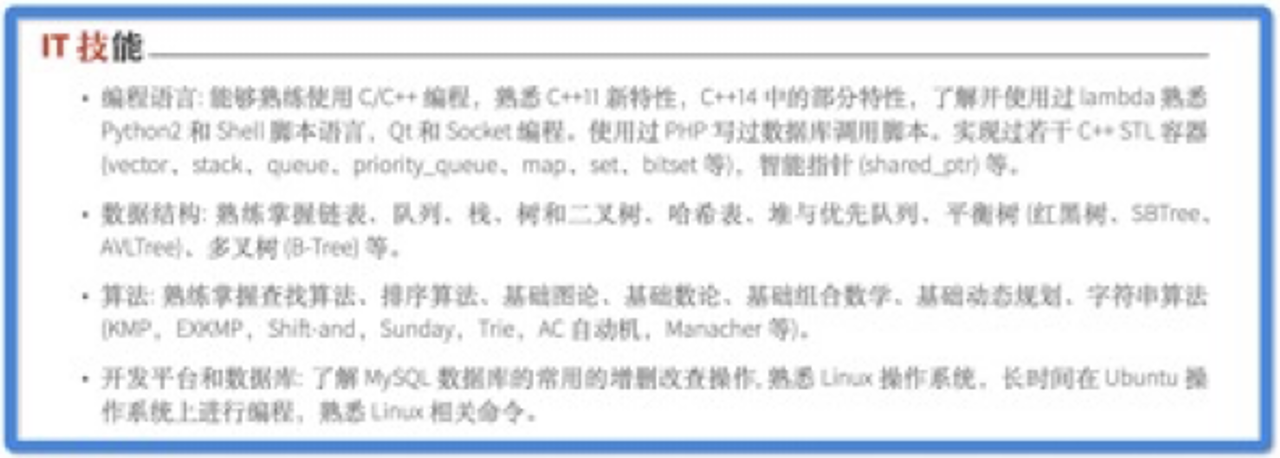 IT 技能
• 编程语言: 能够熟练使用 C/C++ 编程，熟悉 C++11 新特性，C++14 中的部分特性，了解并使用过 lambda 熟悉
Python2 和 Shell 脚本语言、Qt 和 Socket 编程。使用过 PHP 写过数据库调用脚本。实现过若干 C++ STL 容器
(vector、stack、queue、priority_queue、map、set、bitset 等)，智能指针 (shared_ptr) 等。
• 数据结构: 熟练掌握链表、队列、栈、树和二叉树、哈希表、堆与优先队列、平衡树 (红黑树、SBTree、
AVLTree)、多叉树 (B-Tree) 等。
• 算法: 熟练掌握查找算法、排序算法、基础图论、基础数论、基础组合数学、基础动态规划、字符串算法
(KMP，EXKMP，Shift-and，Sunday，Trie，AC 自动机，Manacher 等)。
• 开发平台和数据库: 了解 MySQL 数据库的常用的增删改查操作, 熟悉 Linux 操作系统，长时间在 Ubuntu 操
作系统上进行编程，熟悉 Linux 相关命令。